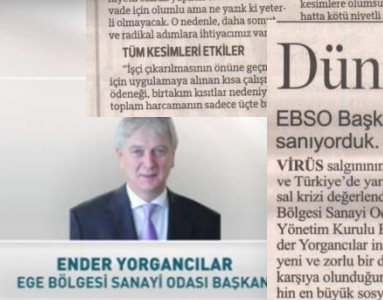 vade için olumlu ama ne yazık ki yeter-
li olmayacak. O nedenle, daha somut
ve radikal adımlara ihtiyacımız var
TÜM KESİMLERİ ETKİLER
"İşçi çıkarılmasının önüne geçm
için uygulamaya alınan kısa çalışm
ödeneği, birtakım kısıtlar nedeniy
toplam harcamanın sadece üçte b
kesimlere olumsu
hatta kötü niyetli
Dün
EBSO Başk
sanıyorduk.
VİRÜS salgınının
ve Türkiye'de yar
sal krizi değerlend
Bölgesi Sanayi Od
Yönetim Kurulu B
der Yorgancılar in
yeni ve zorlu bir d
karşıya olunduğun
hin en büyük sosy
ENDER YORGANCILAR
EGE BÖLGESİ SANAYİ ODASI BAŞKAN